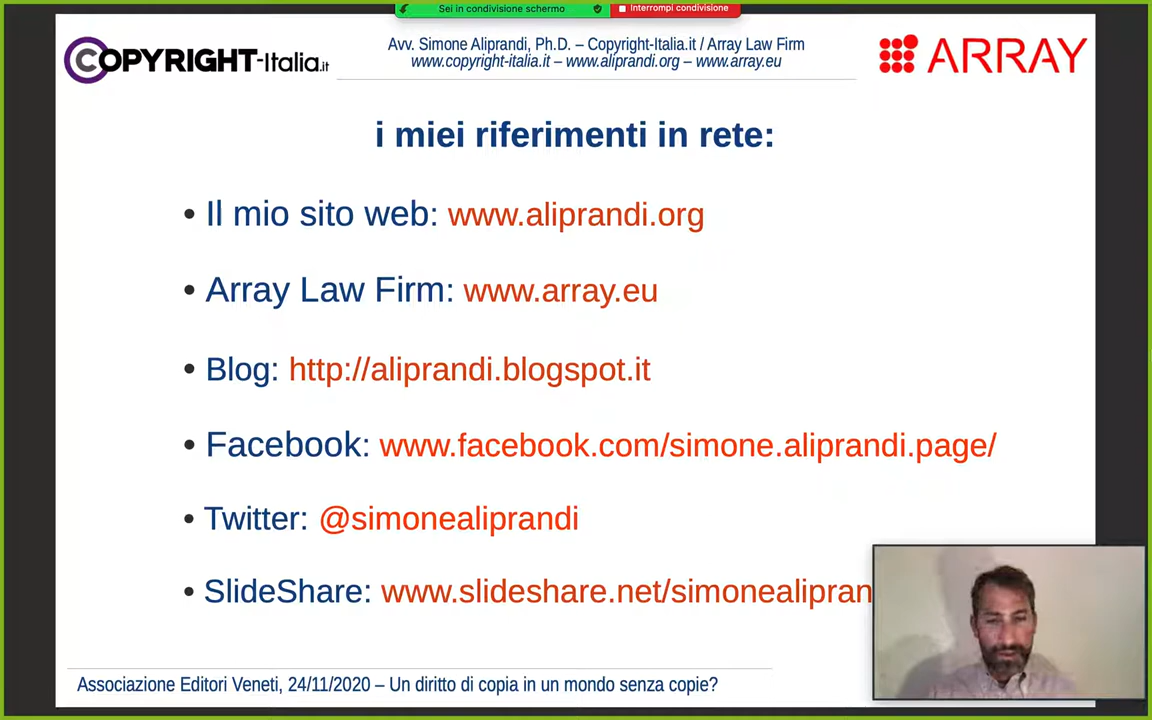 Sei in condivisione schermo
Interrompi condivisione
COPYRIGHT-Italia.it
Avv. Simone Aliprandi, Ph.D. – Copyright-Italia.it / Array Law Firm
www.copyright-italia.it – www.aliprandi.org – www.array.eu
ARRAY
i miei riferimenti in rete:
• Il mio sito web: www.aliprandi.org
• Array Law Firm: www.array.eu
• Blog: http://aliprandi.blogspot.it
• Facebook: www.facebook.com/simone.aliprandi.page/
• Twitter: @simonealiprandi
• SlideShare: www.slideshare.net/simonealipran
Associazione Editori Veneti, 24/11/2020 – Un diritto di copia in un mondo senza copie?